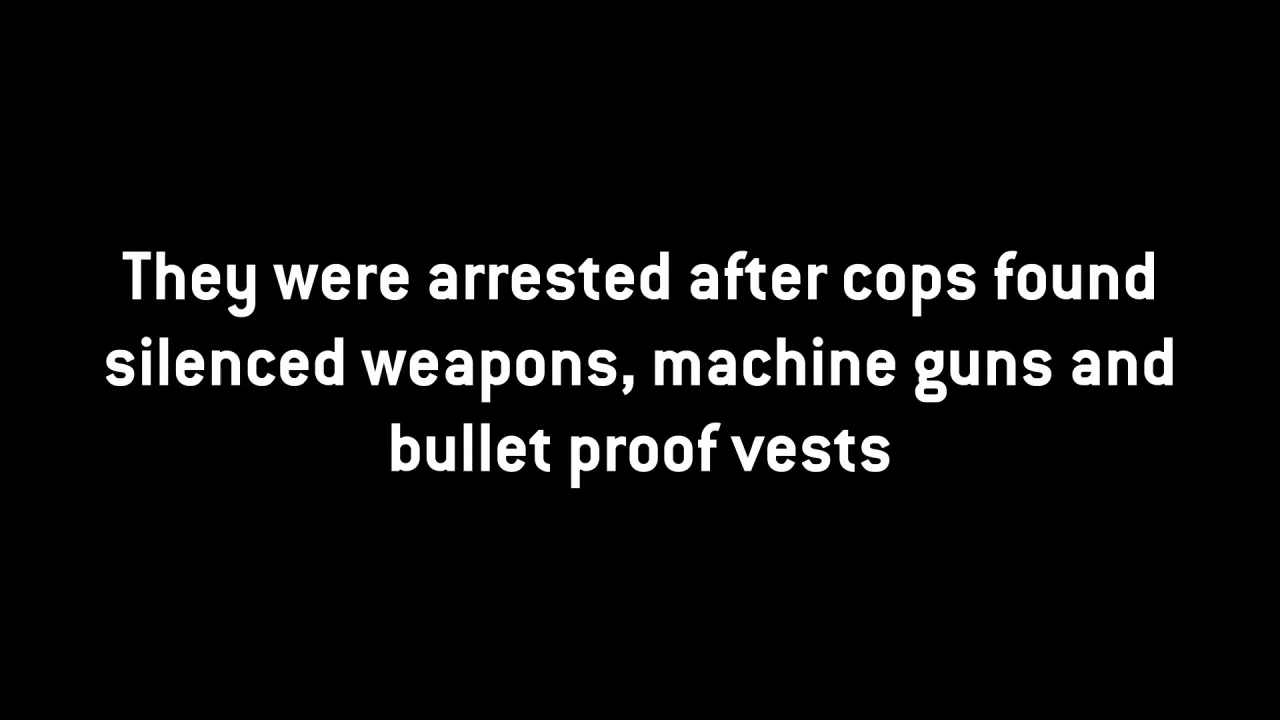 They were arrested after cops found
silenced weapons, machine guns and
bullet proof vests